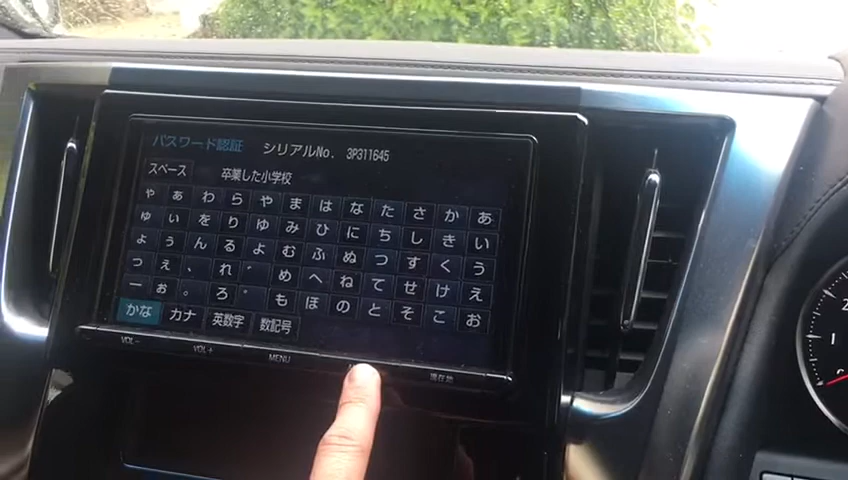 パスワード認証 シリアルNo. 3P311645
スペース 卒業した小学校
ゃ ぁ わ ら や ま は な た さ か あ
ゅ ぃ を り ゆ み ひ に ち し き い
ょ ぅ ん る よ む ふ ぬ つ す く う
っ ぇ 、 れ ゛ め へ ね て せ け え
ー ぉ 。 ろ ゜ も ほ の と そ こ お
かな カナ 英数字 数記号
VOL- VOL+ MENU 現在地